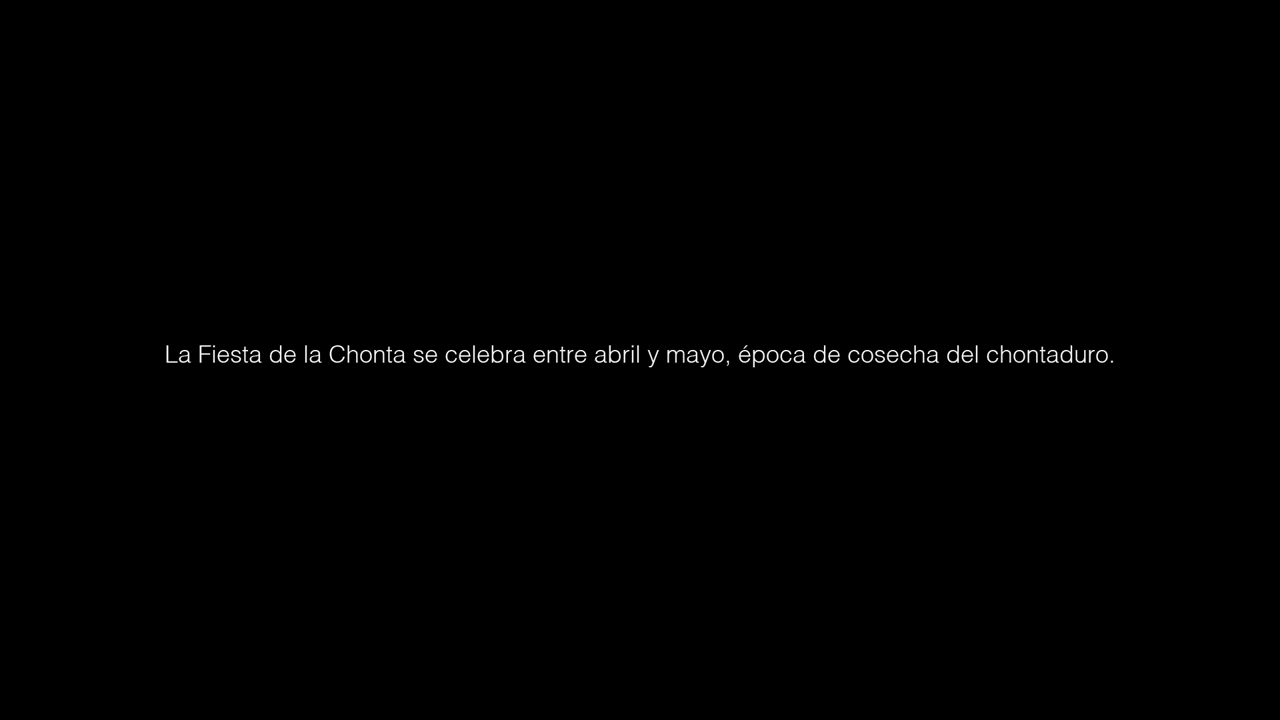 La Fiesta de la Chonta se celebra entre abril y mayo, época de cosecha del chontaduro.